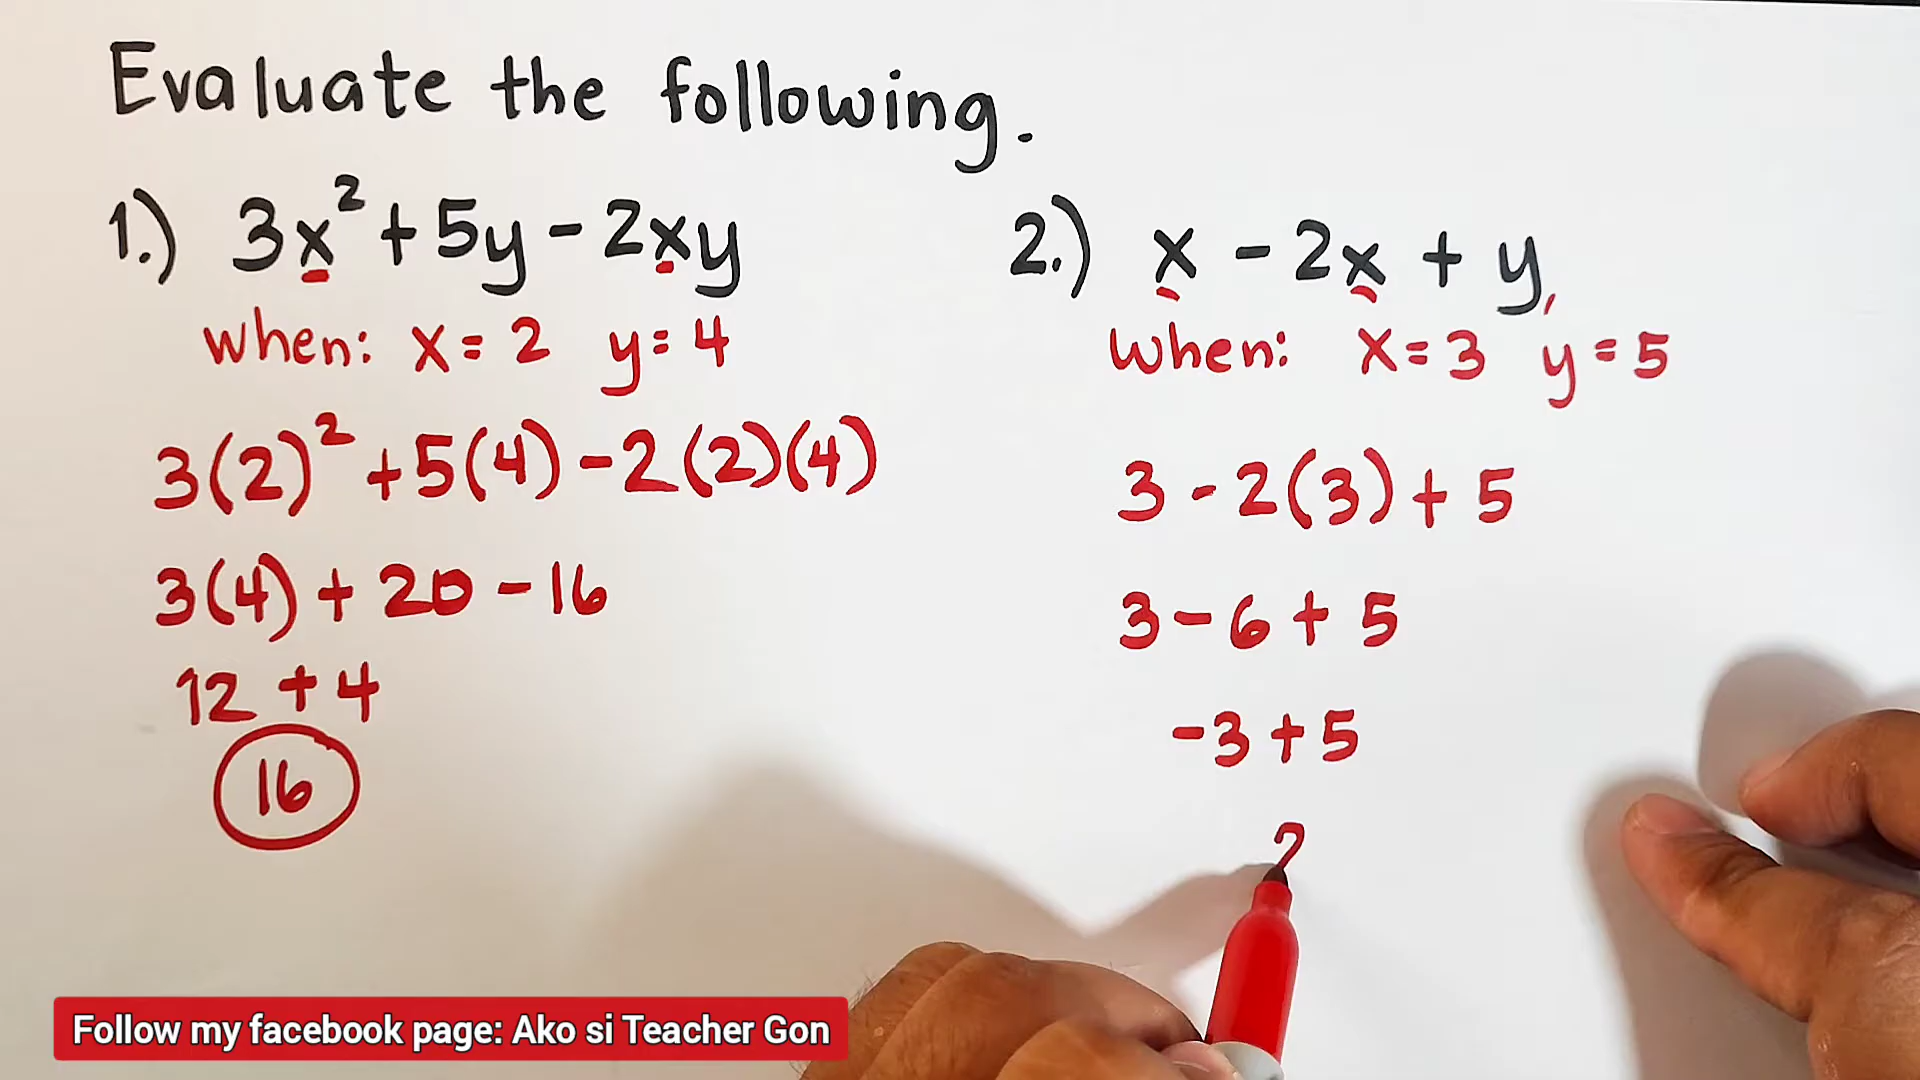 Evaluate the following.
1.) 3x² + 5y - 2xy
when: x = 2 y = 4
3(2)² + 5(4) - 2(2)(4)
3(4) + 20 - 16
12 + 4
16
2.) x - 2x + y
when: x = 3 y = 5
3 - 2(3) + 5
3 - 6 + 5
-3 + 5
2
Follow my facebook page: Ako si Teacher Gon